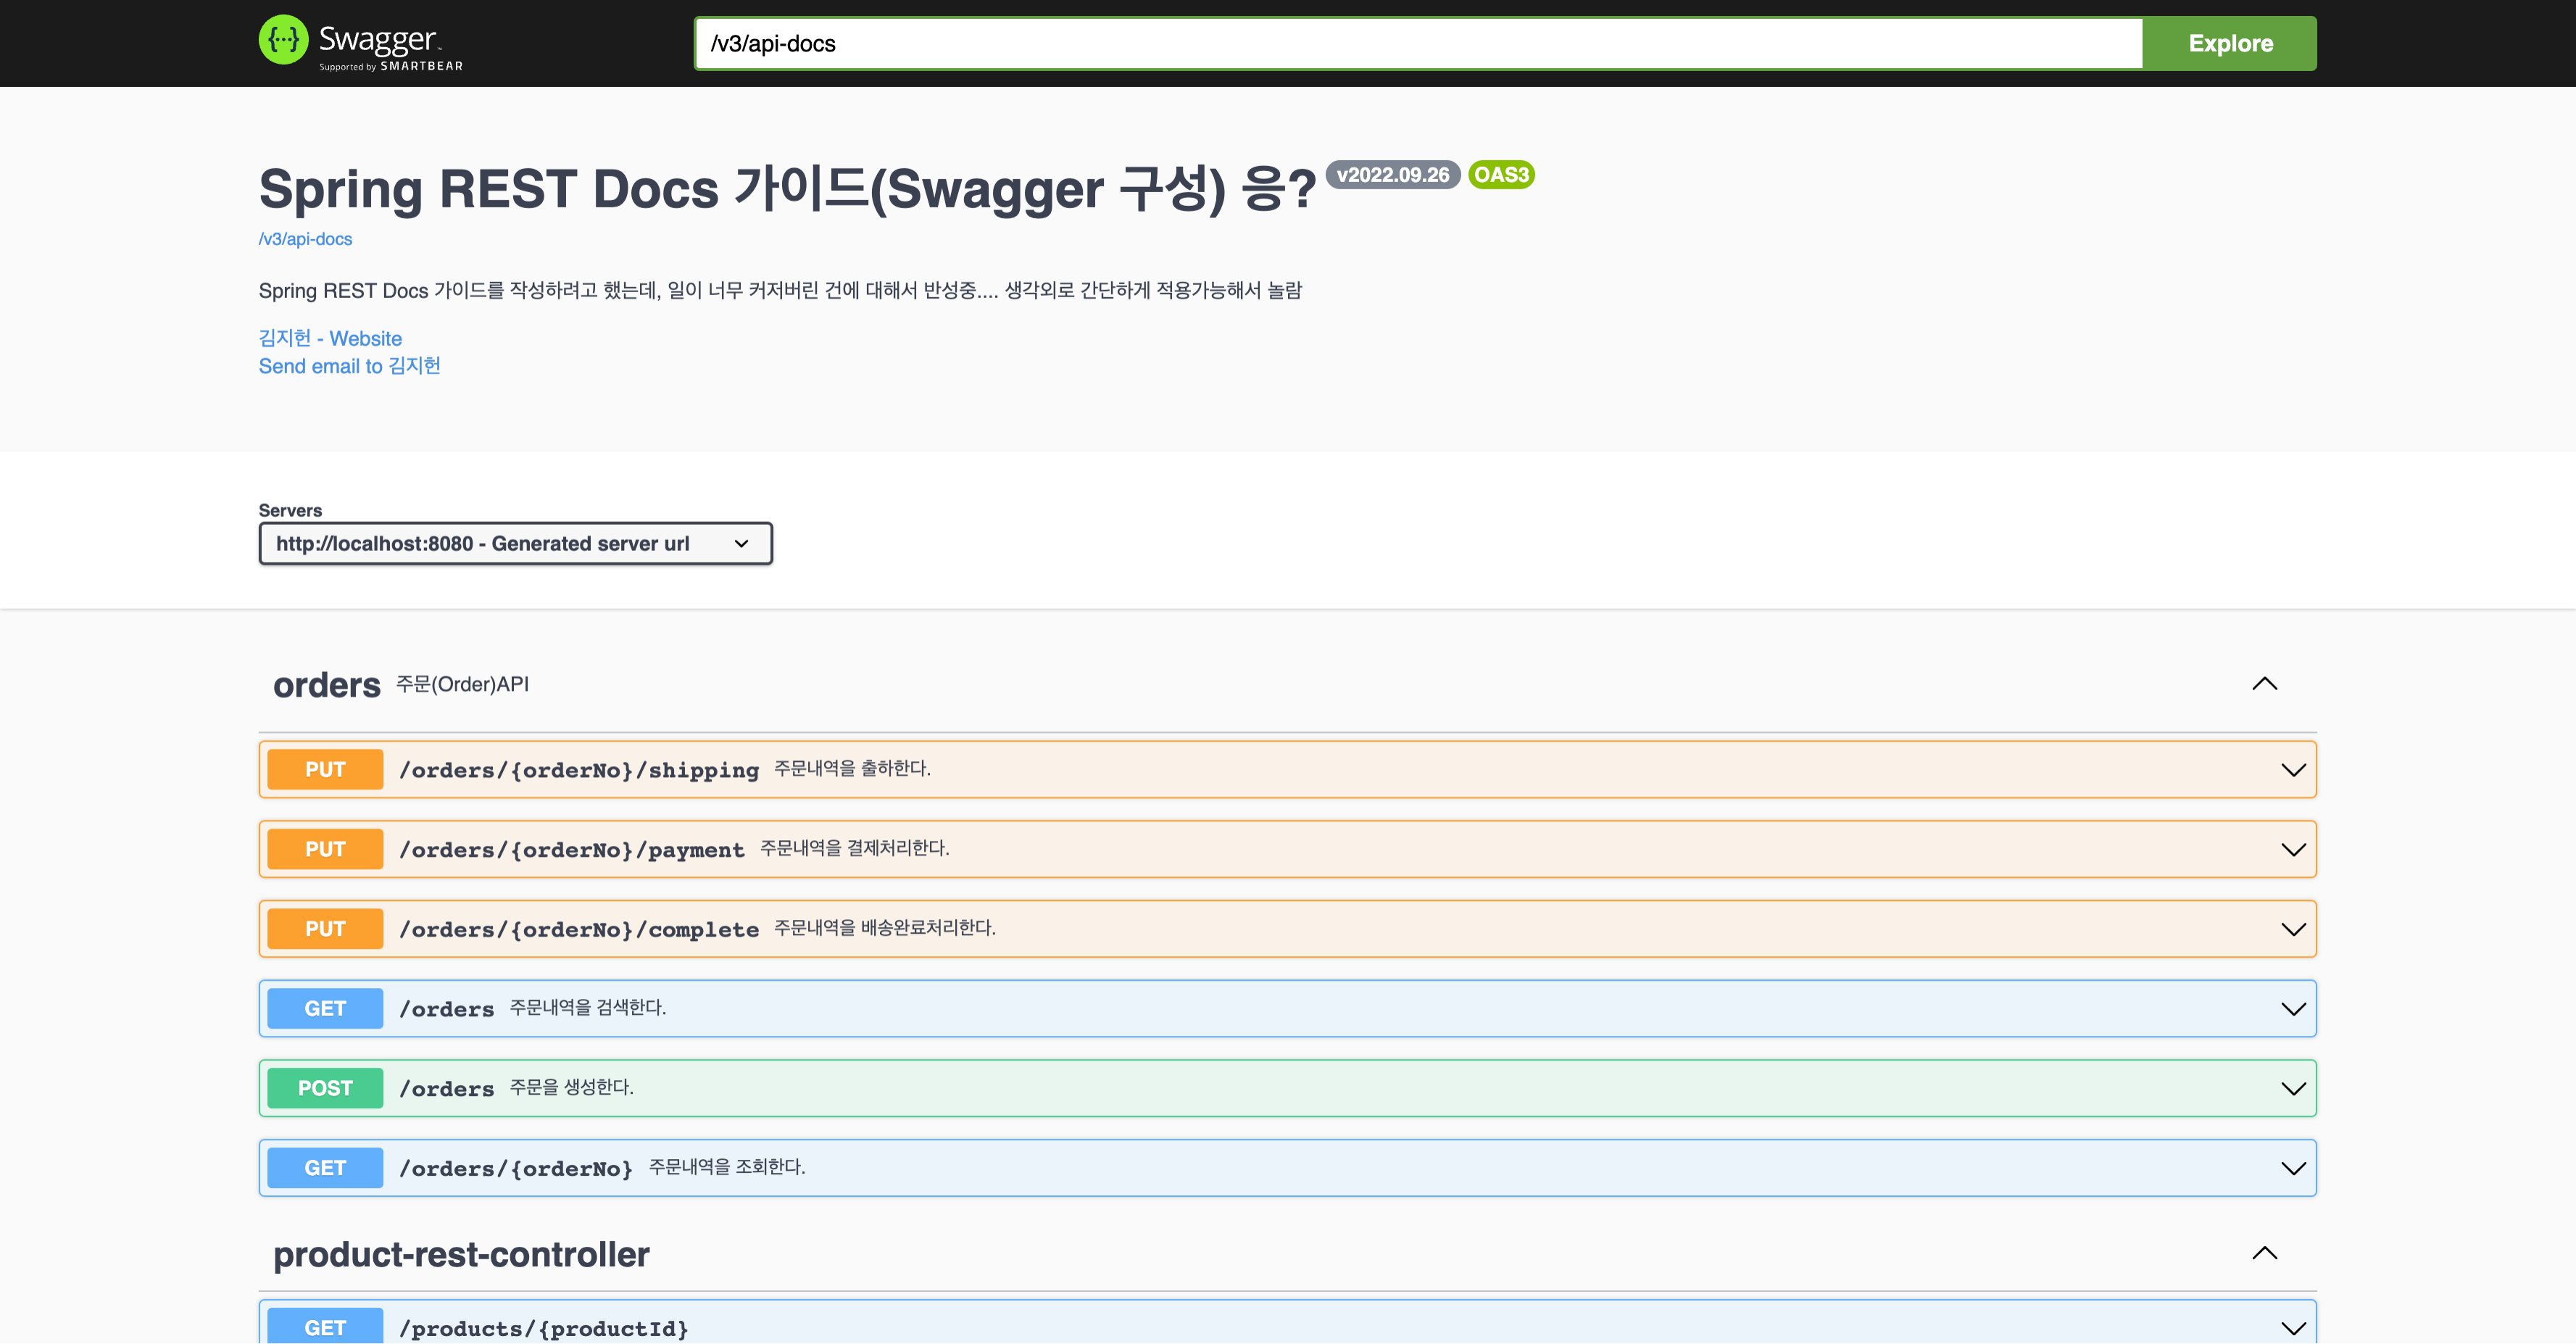 {···} Swagger™
Supported by SMARTBEAR
/v3/api-docs
Explore
Spring REST Docs 가이드(Swagger 구성) 응? v2022.09.26 OAS3
/v3/api-docs
Spring REST Docs 가이드를 작성하려고 했는데, 일이 너무 커저버린 건에 대해서 반성중.... 생각외로 간단하게 적용가능해서 놀람
김지헌 - Website
Send email to 김지헌
Servers
http://localhost:8080 - Generated server url
orders 주문(Order)API
PUT /orders/{orderNo}/shipping 주문내역을 출하한다.
PUT /orders/{orderNo}/payment 주문내역을 결제처리한다.
PUT /orders/{orderNo}/complete 주문내역을 배송완료처리한다.
GET /orders 주문내역을 검색한다.
POST /orders 주문을 생성한다.
GET /orders/{orderNo} 주문내역을 조회한다.
product-rest-controller
GET /products/{productId}